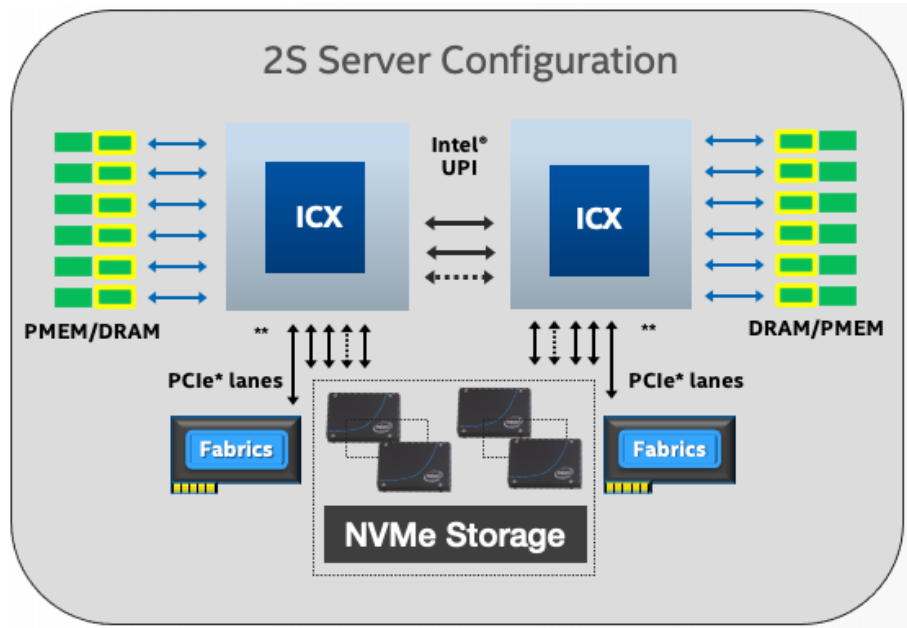 2S Server Configuration
Intel®
UPI
ICX
ICX
PMEM/DRAM
**
**
DRAM/PMEM
PCIe* lanes
PCIe* lanes
Fabrics
Fabrics
NVMe Storage